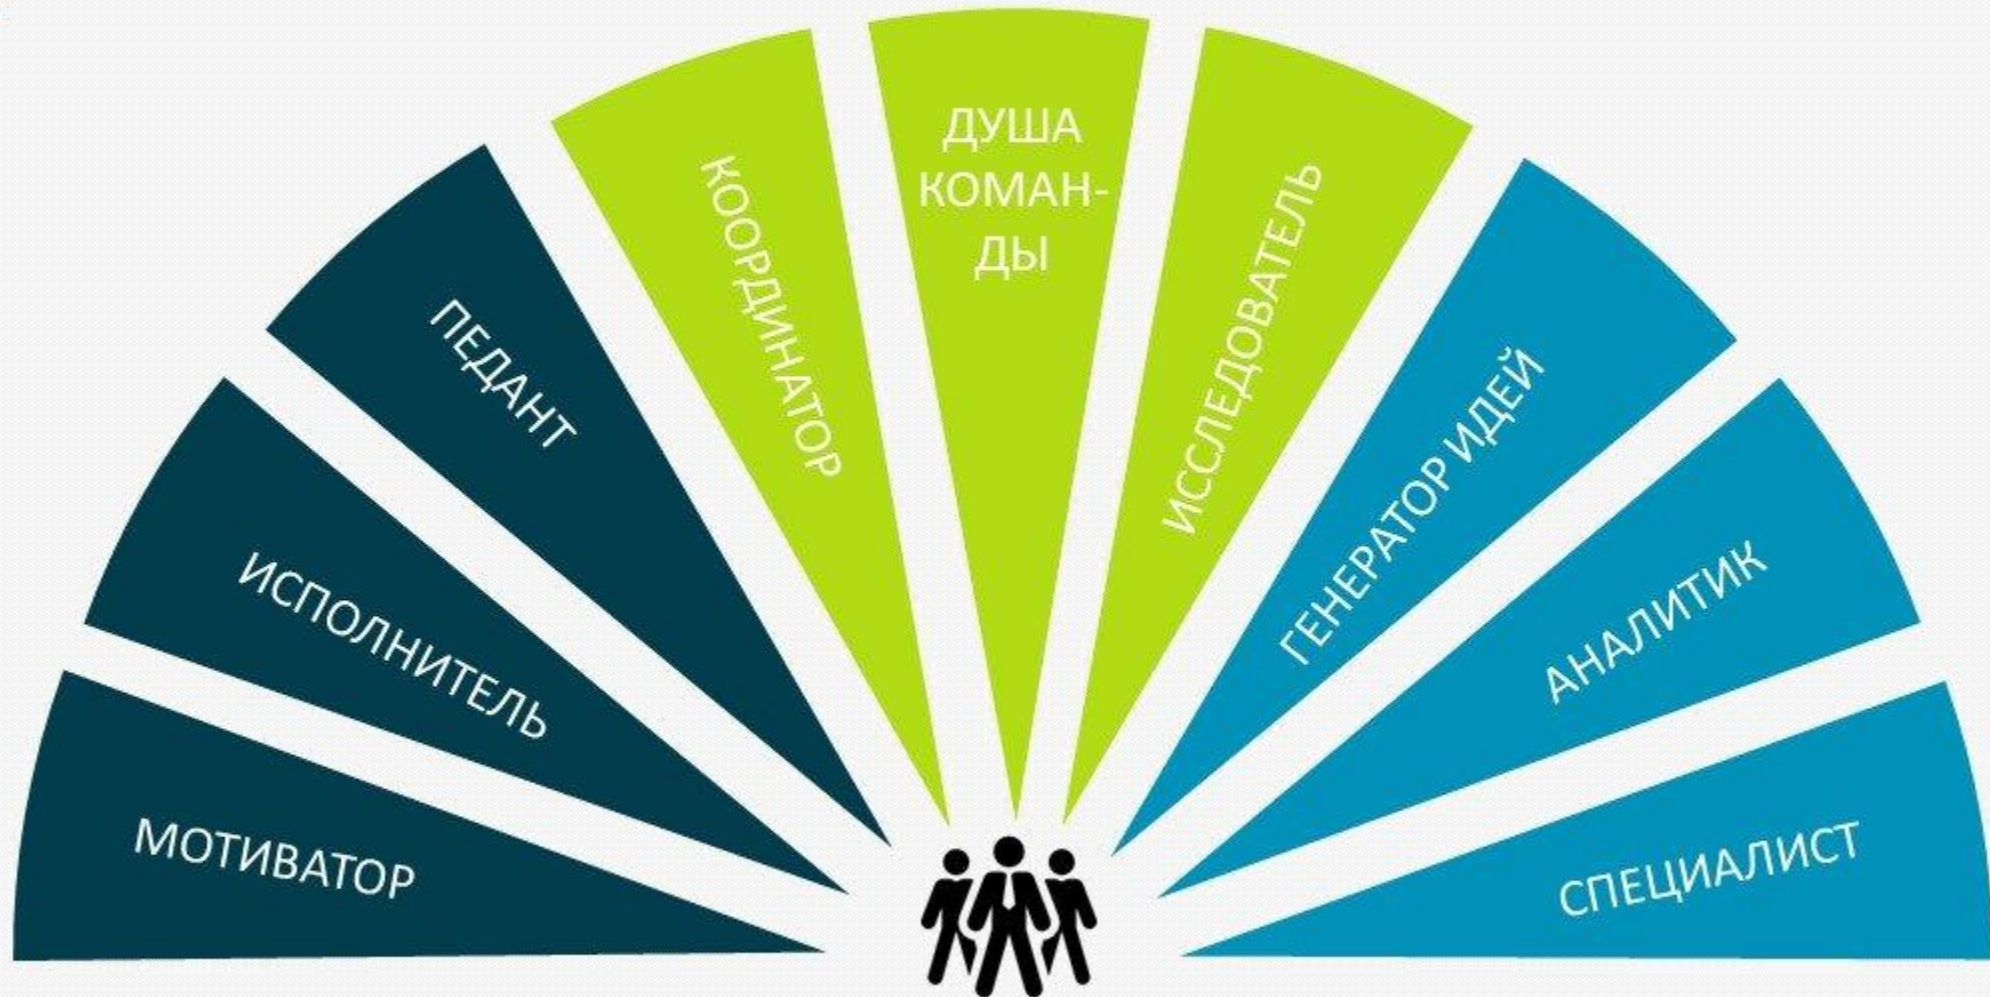 МОТИВАТОР
ИСПОЛНИТЕЛЬ
ПЕДАНТ
КООРДИНАТОР
ДУША
КОМАН-
ДЫ
ИССЛЕДОВАТЕЛЬ
ГЕНЕРАТОР ИДЕЙ
АНАЛИТИК
СПЕЦИАЛИСТ